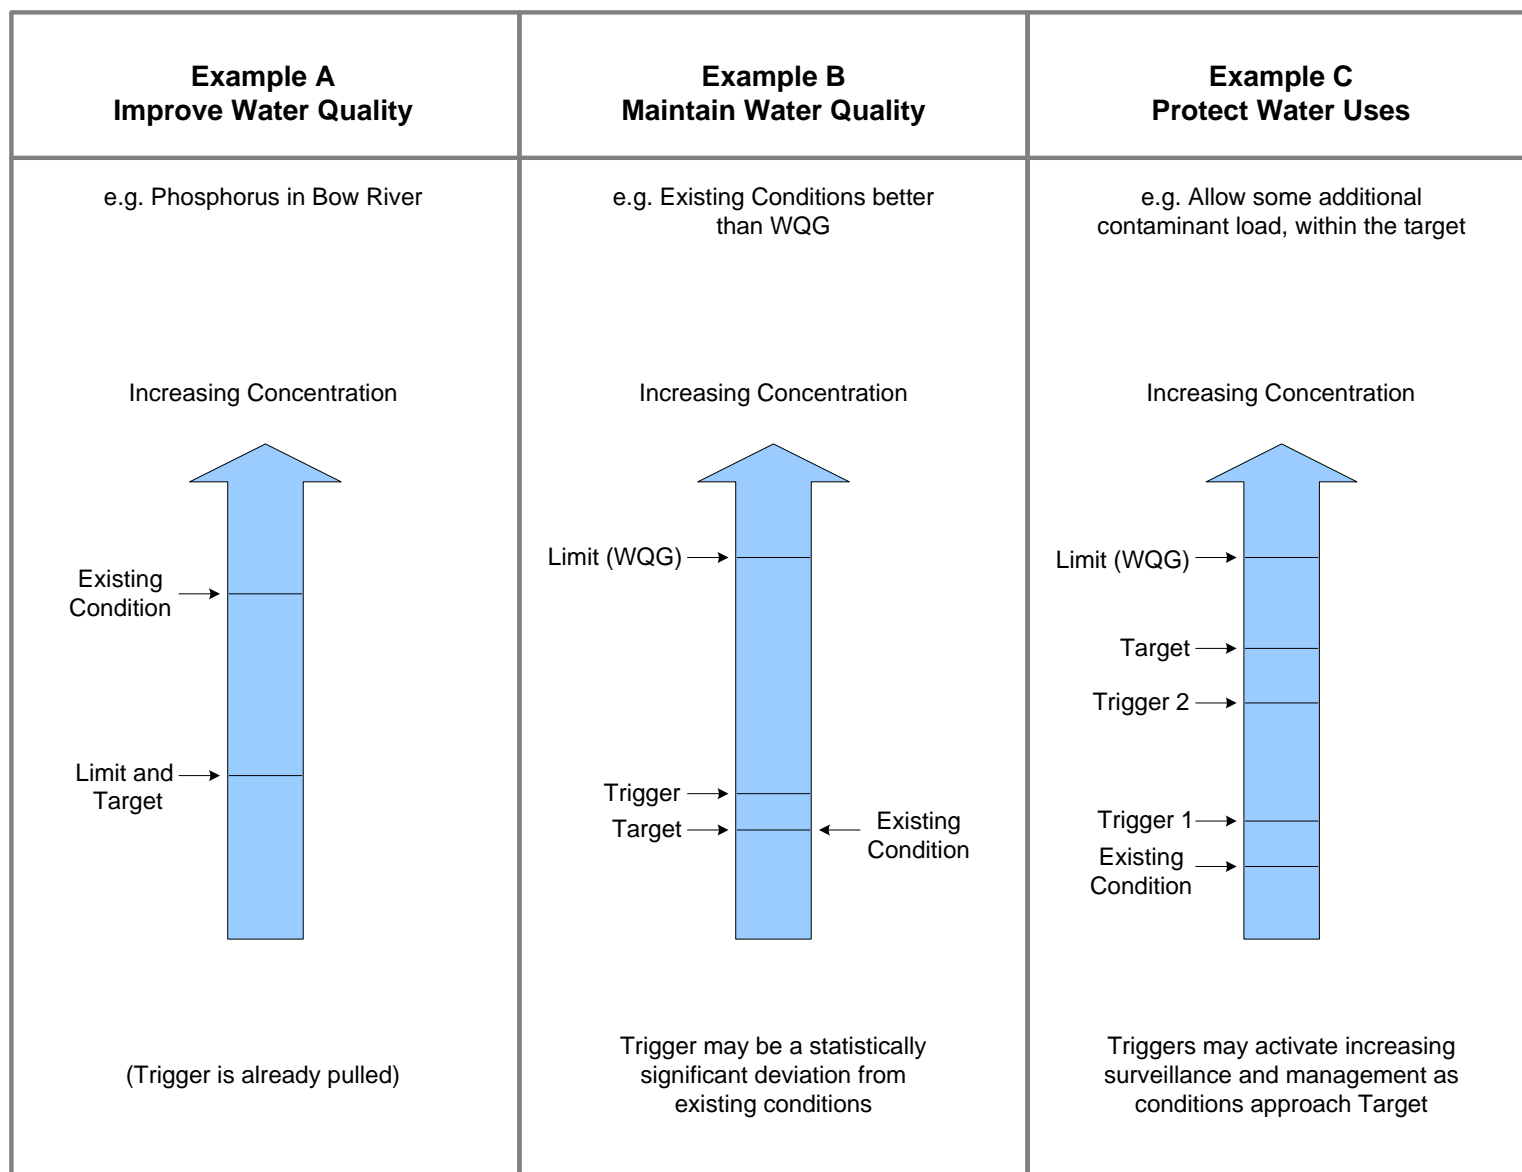 Example A
Improve Water Quality
Example B
Maintain Water Quality
Example C
Protect Water Uses
e.g. Phosphorus in Bow River
e.g. Existing Conditions better
than WQG
e.g. Allow some additional
contaminant load, within the target
Increasing Concentration
Existing
Condition
Limit and
Target
(Trigger is already pulled)
Increasing Concentration
Limit (WQG)
Trigger
Target
Existing
Condition
Trigger may be a statistically
significant deviation from
existing conditions
Increasing Concentration
Limit (WQG)
Target
Trigger 2
Trigger 1
Existing
Condition
Triggers may activate increasing
surveillance and management as
conditions approach Target